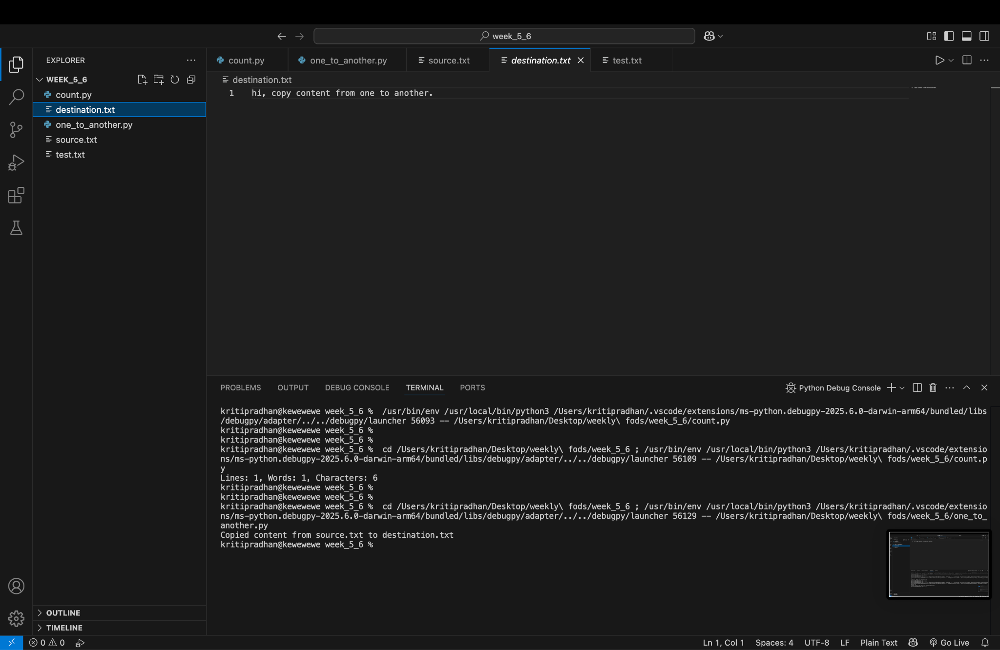 week_5_6
EXPLORER
count.py
one_to_another.py
source.txt
destination.txt
test.txt
WEEK_5_6
count.py
destination.txt
one_to_another.py
source.txt
test.txt
OUTLINE
TIMELINE
destination.txt
1 hi, copy content from one to another.
PROBLEMS OUTPUT DEBUG CONSOLE TERMINAL PORTS
Python Debug Console
kritipradhan@kewewewe week_5_6 % /usr/bin/env /usr/local/bin/python3 /Users/kritipradhan/.vscode/extensions/ms-python.debugpy-2025.6.0-darwin-arm64/bundled/libs
/debugpy/adapter/../../debugpy/launcher 56093 -- /Users/kritipradhan/Desktop/weekly\ fods/week_5_6/count.py
kritipradhan@kewewewe week_5_6 %
kritipradhan@kewewewe week_5_6 %
kritipradhan@kewewewe week_5_6 % cd /Users/kritipradhan/Desktop/weekly\ fods/week_5_6 ; /usr/bin/env /usr/local/bin/python3 /Users/kritipradhan/.vscode/extensio
ns/ms-python.debugpy-2025.6.0-darwin-arm64/bundled/libs/debugpy/adapter/../../debugpy/launcher 56109 -- /Users/kritipradhan/Desktop/weekly\ fods/week_5_6/count.p
y
Lines: 1, Words: 1, Characters: 6
kritipradhan@kewewewe week_5_6 %
kritipradhan@kewewewe week_5_6 %
kritipradhan@kewewewe week_5_6 % cd /Users/kritipradhan/Desktop/weekly\ fods/week_5_6 ; /usr/bin/env /usr/local/bin/python3 /Users/kritipradhan/.vscode/extensio
ns/ms-python.debugpy-2025.6.0-darwin-arm64/bundled/libs/debugpy/adapter/../../debugpy/launcher 56129 -- /Users/kritipradhan/Desktop/weekly\ fods/week_5_6/one_to_
another.py
Copied content from source.txt to destination.txt
kritipradhan@kewewewe week_5_6 %
0 0
Ln 1, Col 1 Spaces: 4 UTF-8 LF Plain Text Go Live